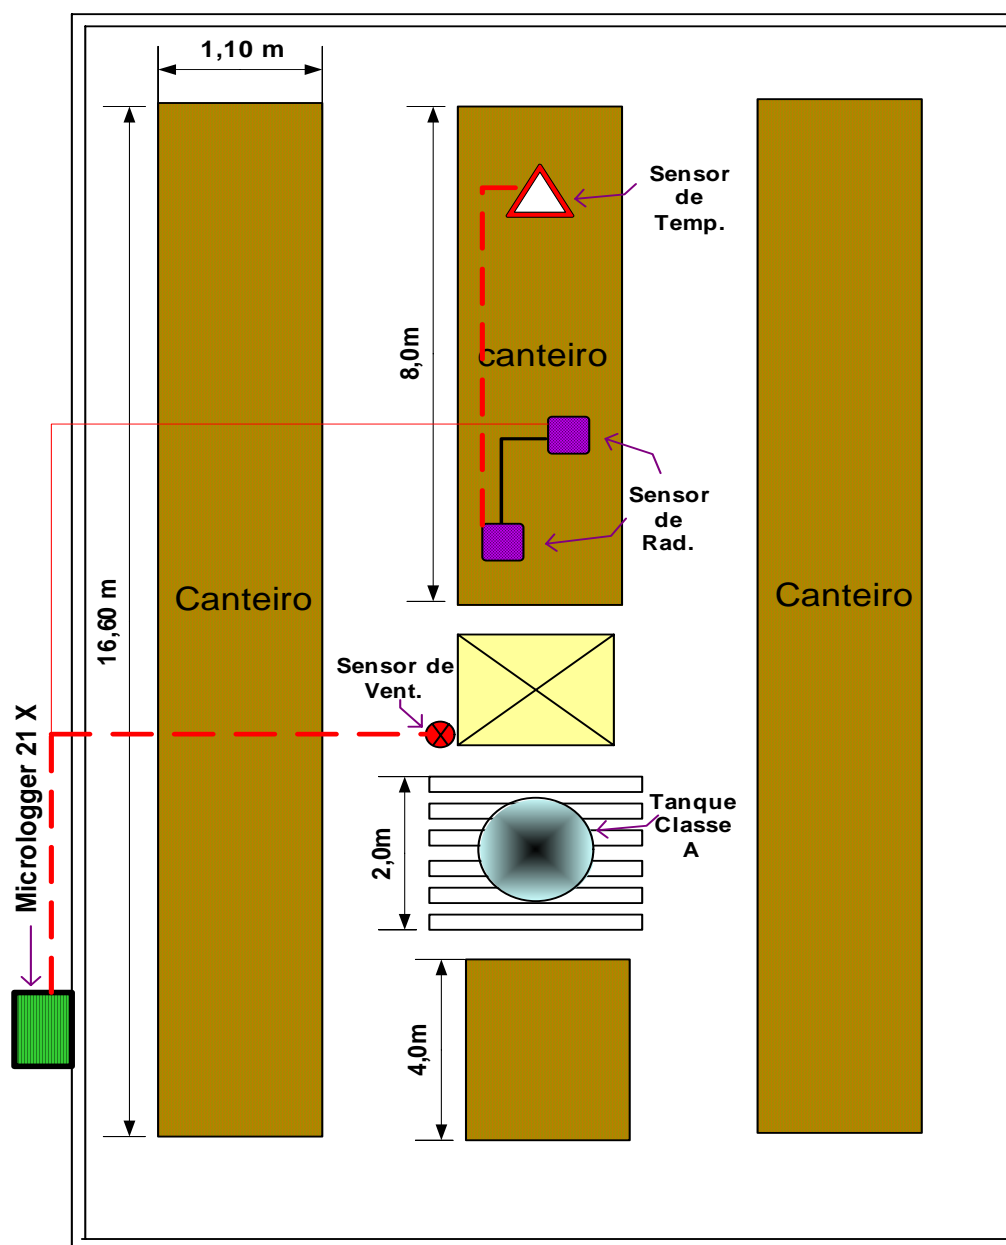 1,10 m
Sensor
de
Temp.
8,0m
canteiro
Sensor
de
Rad.
16,60 m
Canteiro
Canteiro
Sensor de
Vent.
Micrologger 21 X
Tanque
Classe
A
2,0m
4,0m